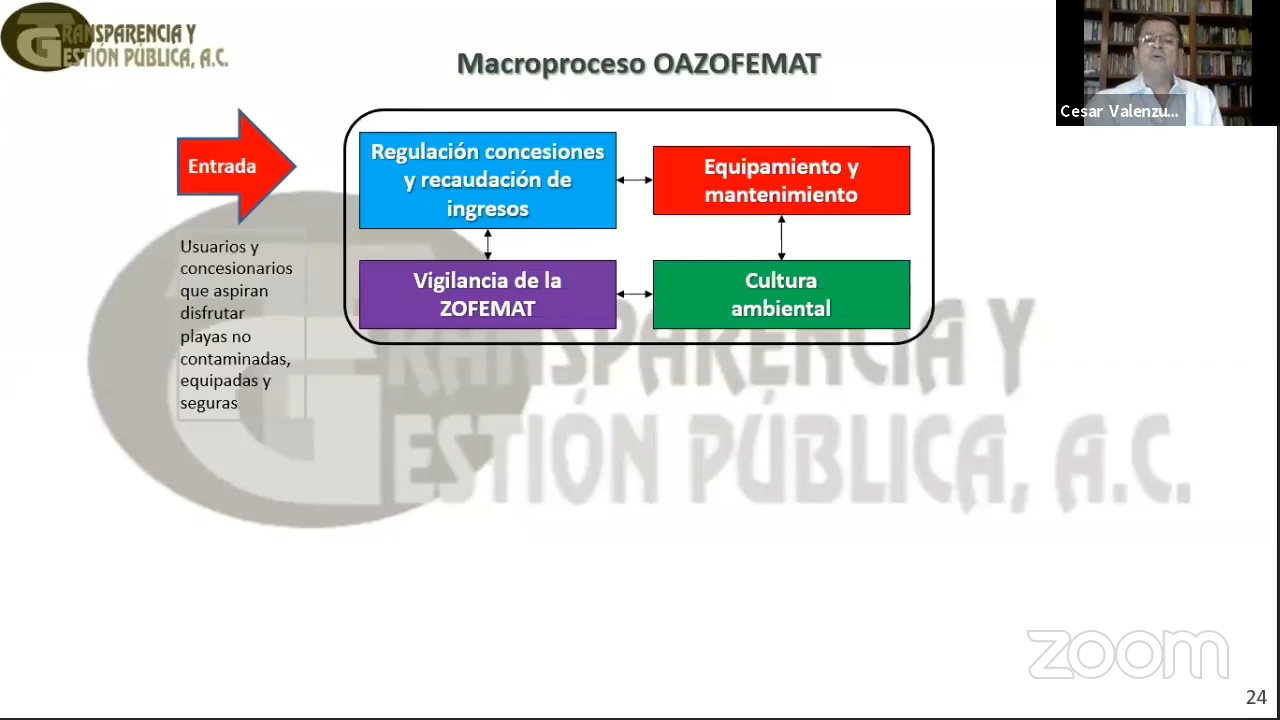 TRANSPARENCIA Y
GESTIÓN PÚBLICA, A.C.
Macroproceso OAZOFEMAT
Cesar Valenzu...
Entrada
Usuarios y
concesionarios
que aspiran
disfrutar
playas no
contaminadas,
equipadas y
seguras
Regulación concesiones
y recaudación de
ingresos
Equipamiento y
mantenimiento
Vigilancia de la
ZOFEMAT
Cultura
ambiental
TRANSPARENCIA Y
GESTIÓN PÚBLICA, A.C.
zoom
24